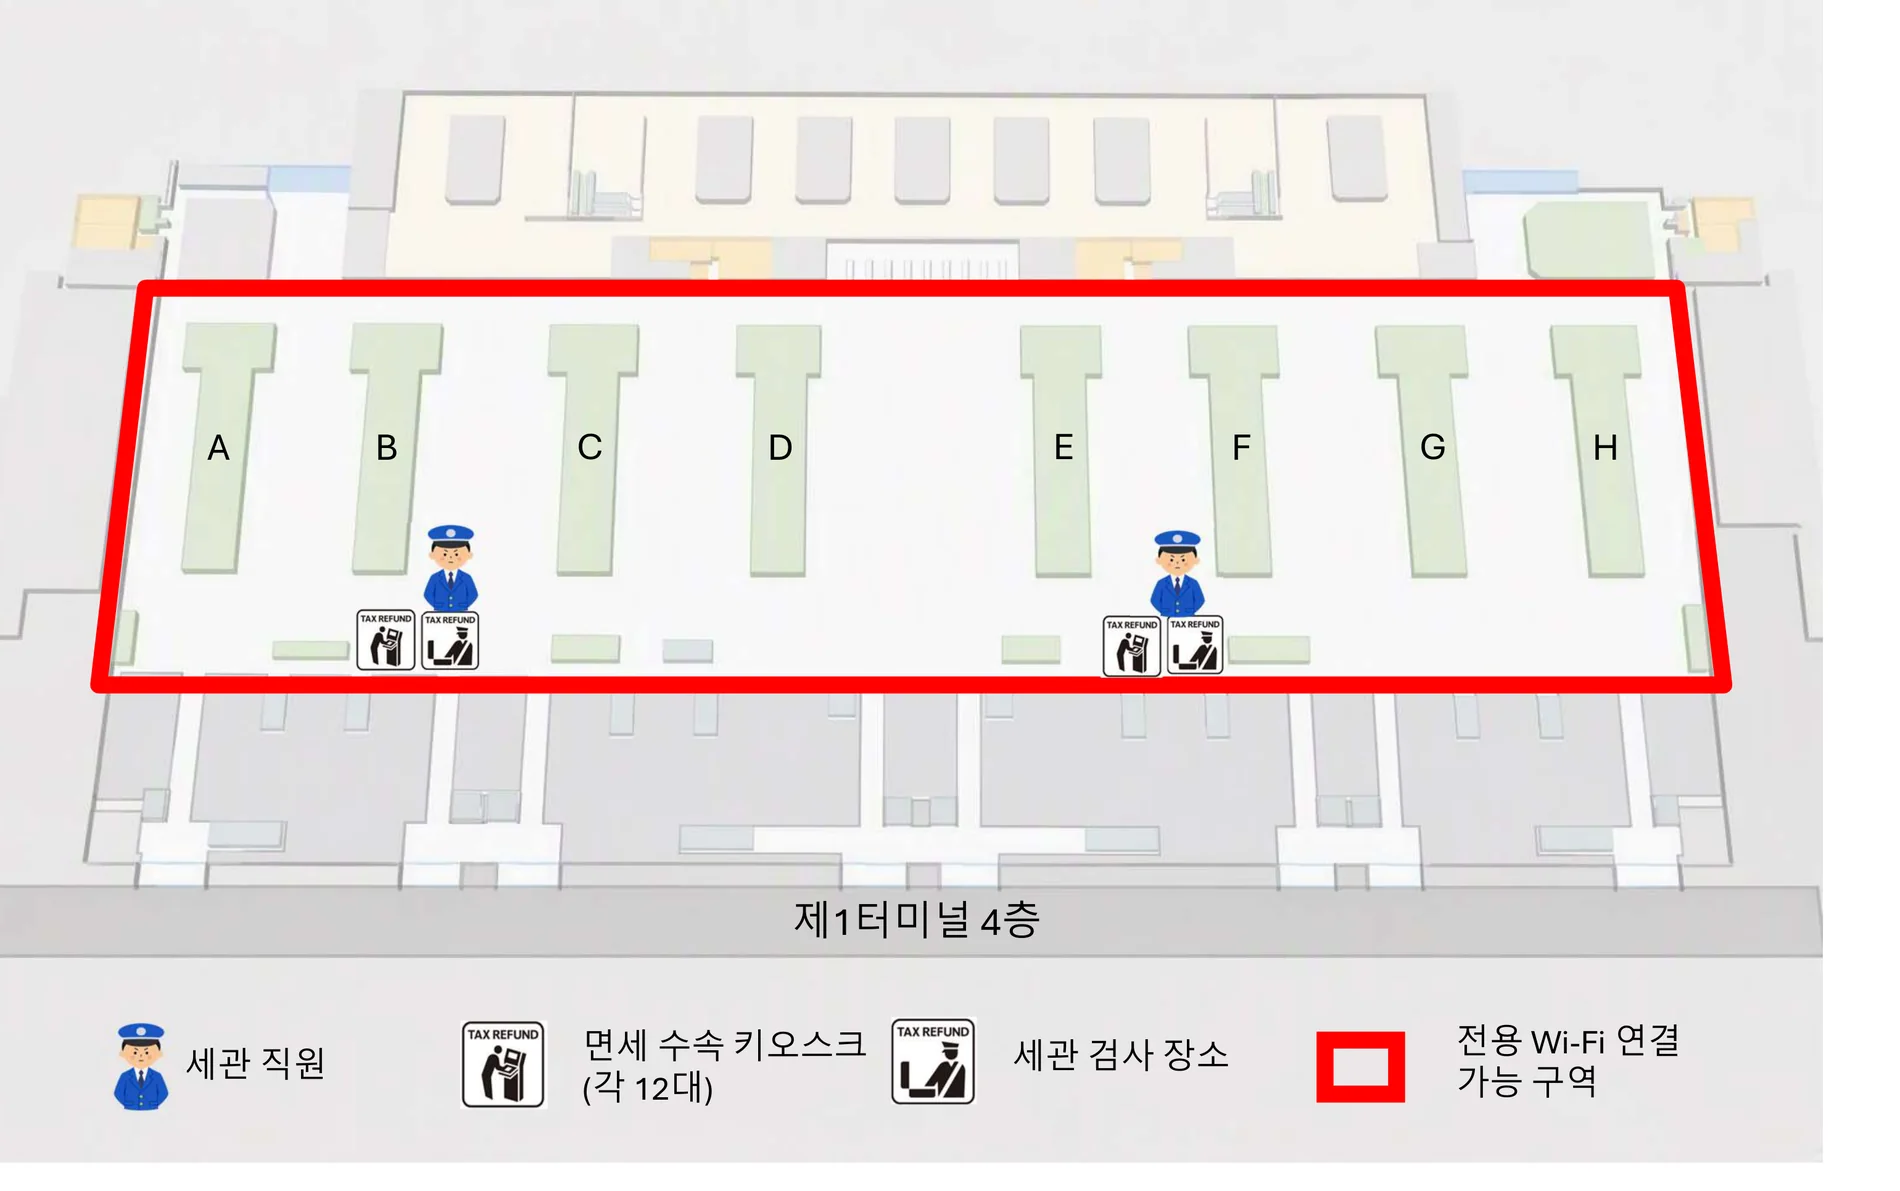 A
B
C
D
E
F
G
H
TAX REFUND
TAX REFUND
TAX REFUND
TAX REFUND
제1터미널 4층
세관 직원
TAX REFUND
면세 수속 키오스크
(각 12대)
TAX REFUND
세관 검사 장소
전용 Wi-Fi 연결
가능 구역